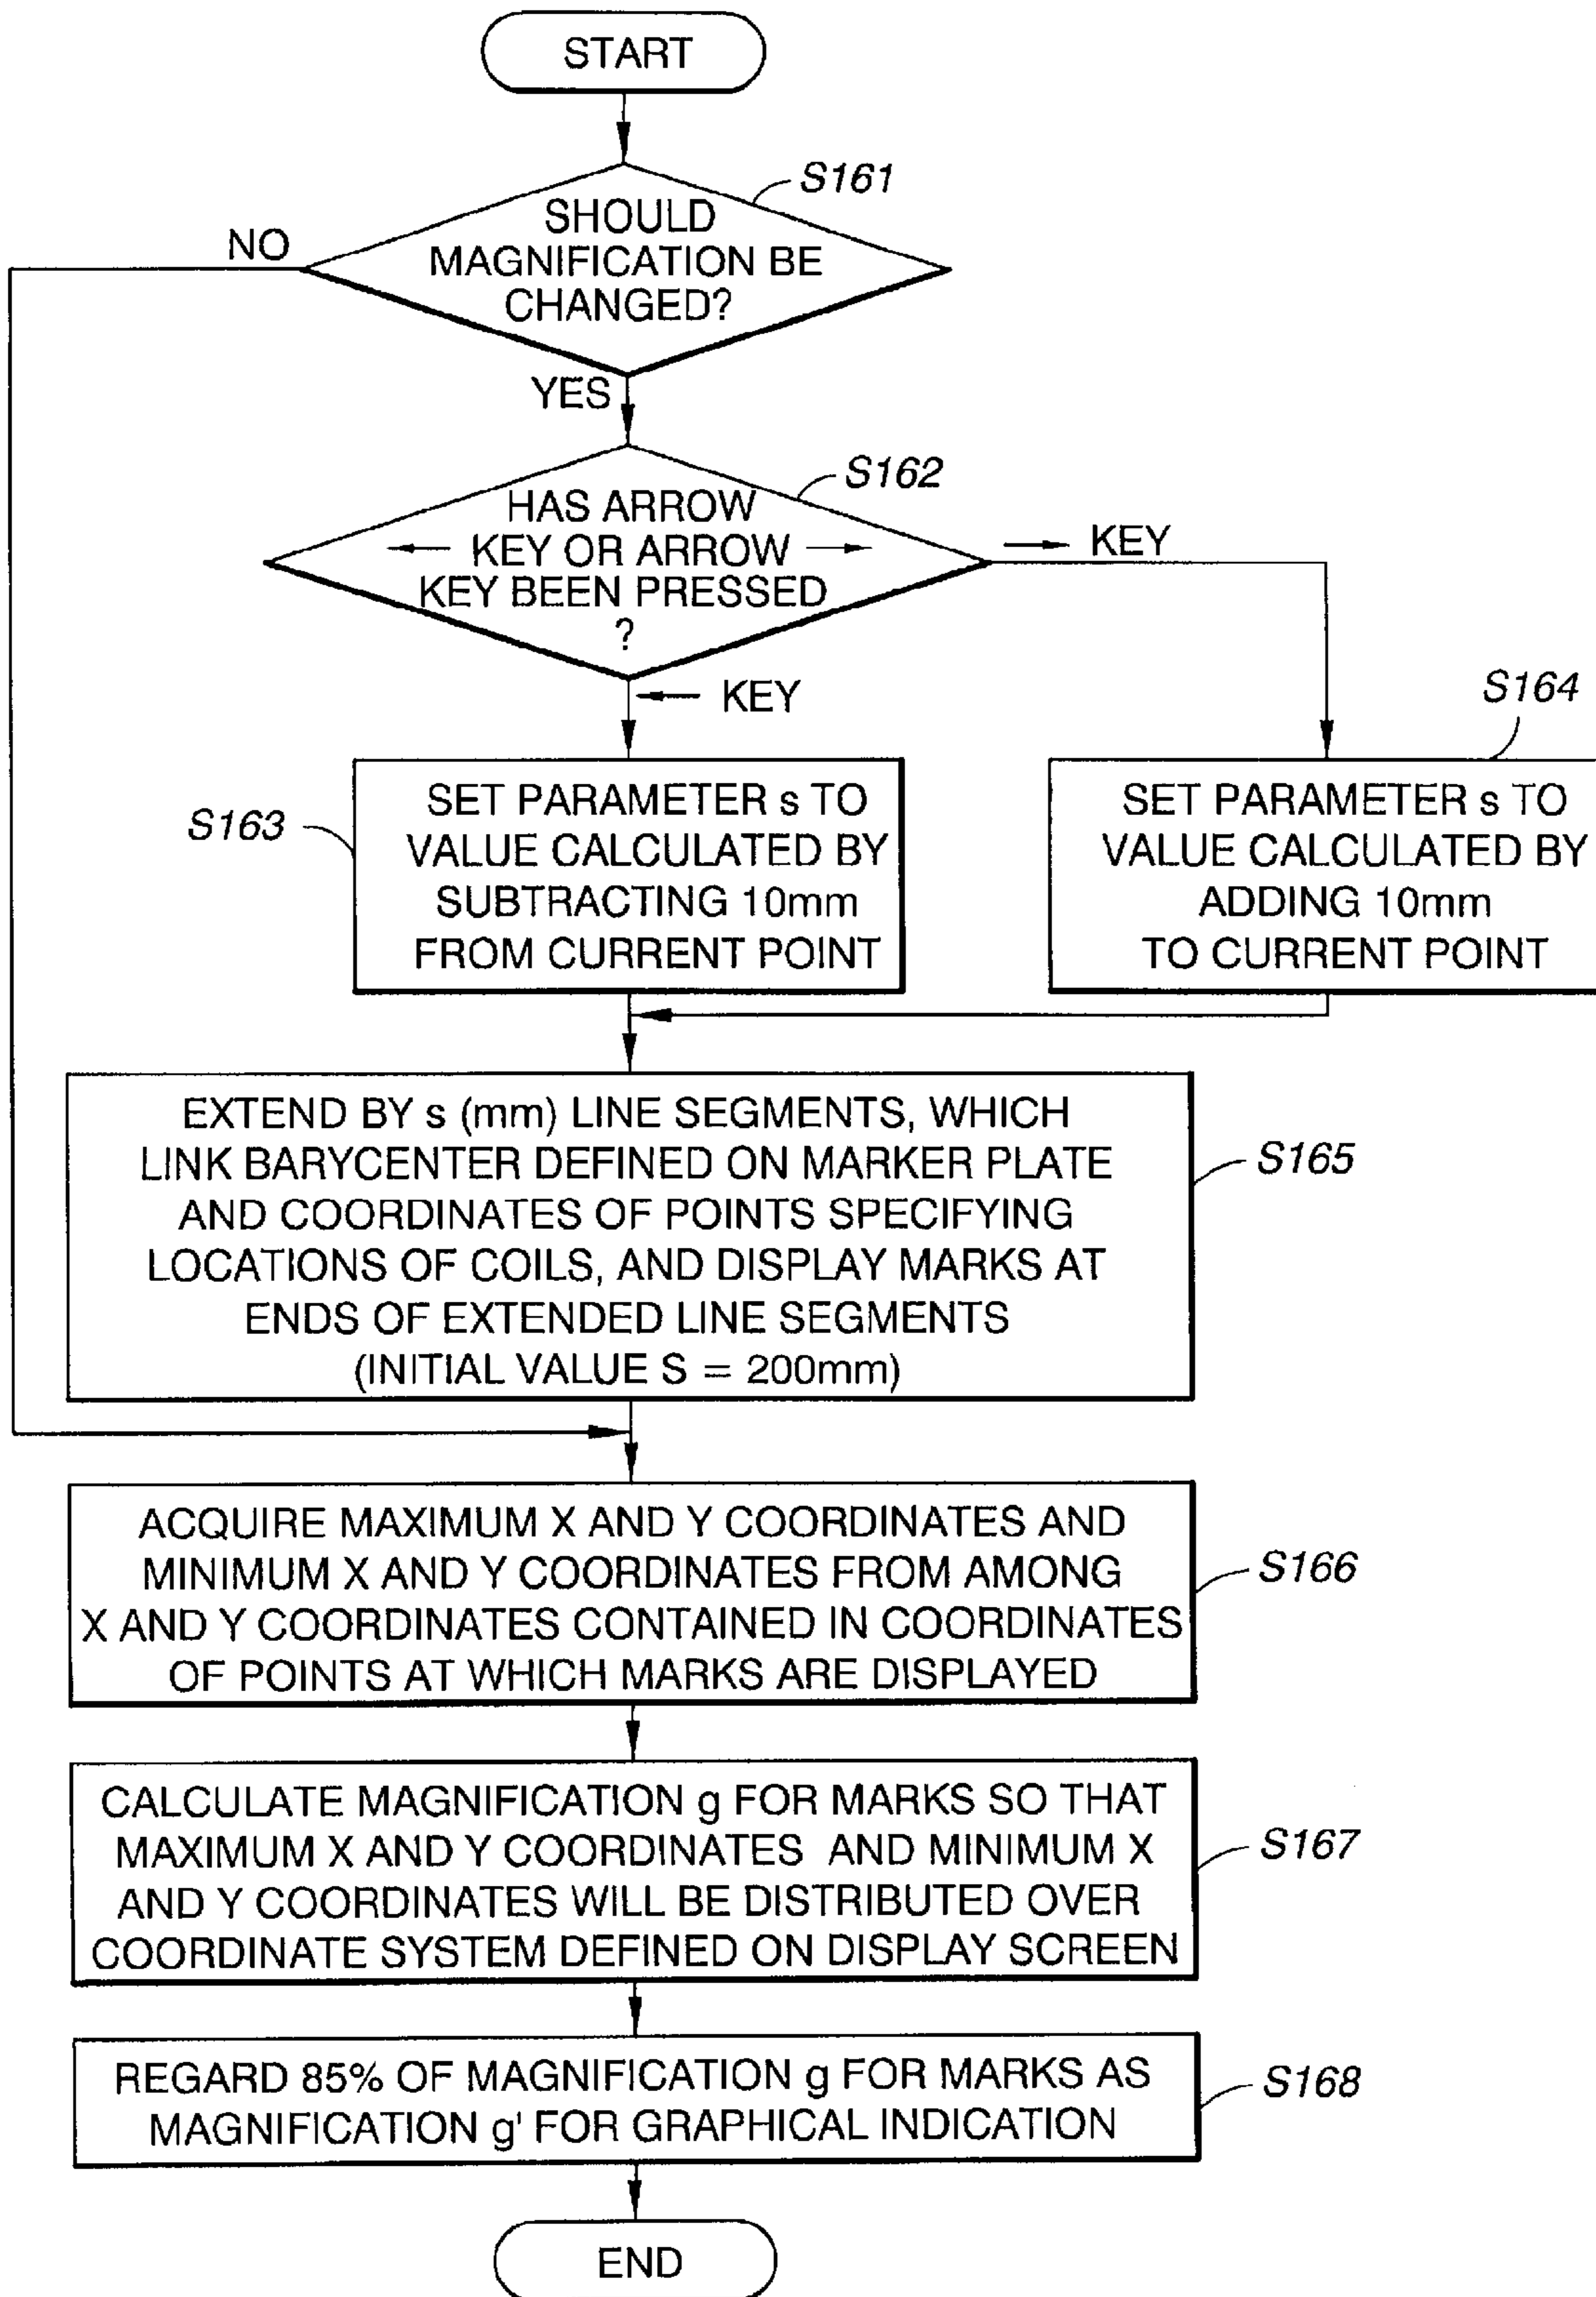 START
S161
SHOULD
MAGNIFICATION BE
CHANGED?
NO
YES
S162
HAS ARROW
← KEY OR ARROW →
KEY BEEN PRESSED
?
→ KEY
← KEY
S163
SET PARAMETER s TO
VALUE CALCULATED BY
SUBTRACTING 10mm
FROM CURRENT POINT
S164
SET PARAMETER s TO
VALUE CALCULATED BY
ADDING 10mm
TO CURRENT POINT
EXTEND BY s (mm) LINE SEGMENTS, WHICH
LINK BARYCENTER DEFINED ON MARKER PLATE
AND COORDINATES OF POINTS SPECIFYING
LOCATIONS OF COILS, AND DISPLAY MARKS AT
ENDS OF EXTENDED LINE SEGMENTS
(INITIAL VALUE S = 200mm)
S165
ACQUIRE MAXIMUM X AND Y COORDINATES AND
MINIMUM X AND Y COORDINATES FROM AMONG
X AND Y COORDINATES CONTAINED IN COORDINATES
OF POINTS AT WHICH MARKS ARE DISPLAYED
S166
CALCULATE MAGNIFICATION g FOR MARKS SO THAT
MAXIMUM X AND Y COORDINATES AND MINIMUM X
AND Y COORDINATES WILL BE DISTRIBUTED OVER
COORDINATE SYSTEM DEFINED ON DISPLAY SCREEN
S167
REGARD 85% OF MAGNIFICATION g FOR MARKS AS
MAGNIFICATION g' FOR GRAPHICAL INDICATION
S168
END